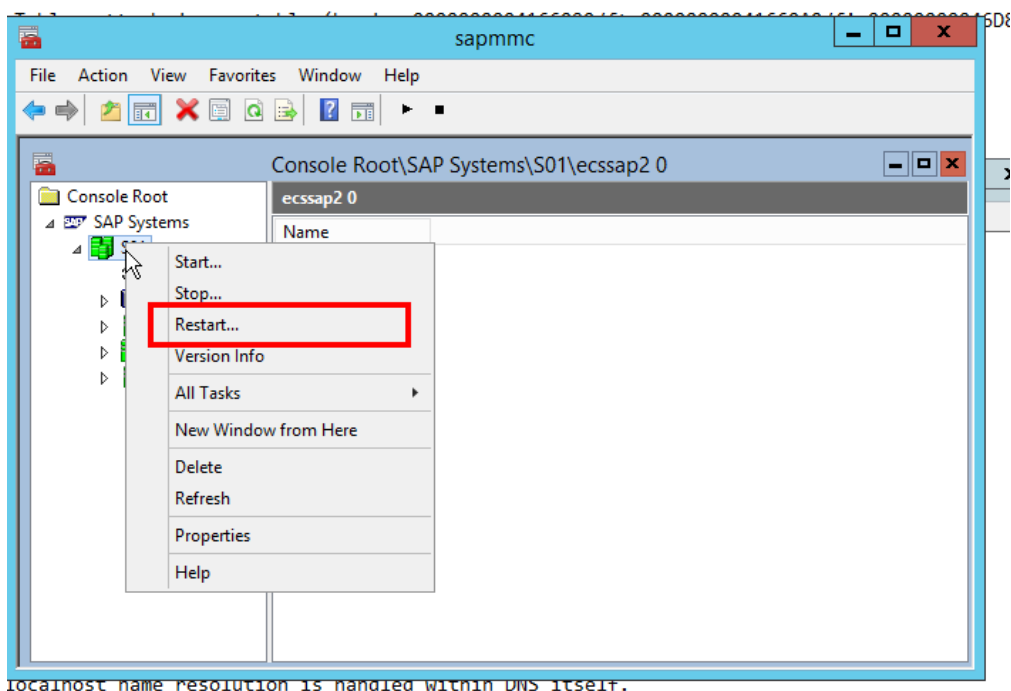 sapmmc
File Action View Favorites Window Help
Console Root\SAP Systems\S01\ecssap2 0
Console Root
ecssap2 0
SAP Systems
Name
Start...
Stop...
Restart...
Version Info
All Tasks
New Window from Here
Delete
Refresh
Properties
Help
localhost name resolution is handled within DNS itself.